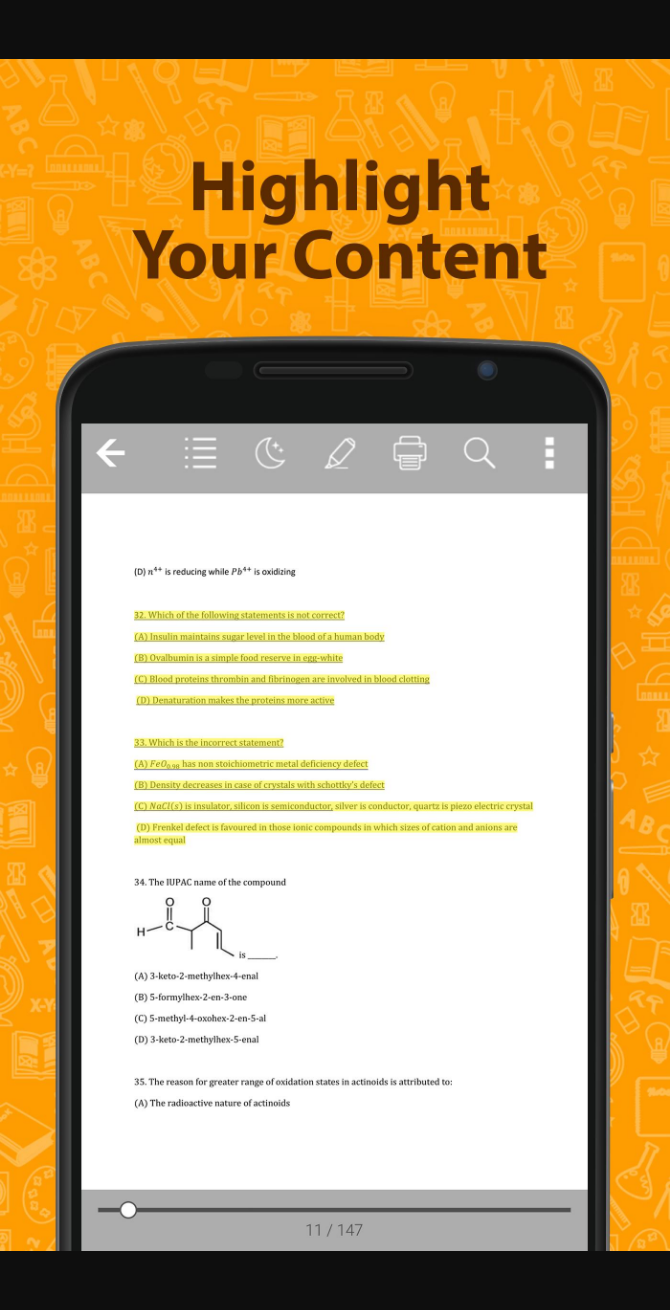 Highlight
Your Content
(D) n⁴⁺ is reducing while Pb⁴⁺ is oxidizing
32. Which of the following statements is not correct?
(A) Insulin maintains sugar level in the blood of a human body
(B) Ovalbumin is a simple food reserve in egg-white
(C) Blood proteins thrombin and fibrinogen are involved in blood clotting
(D) Denaturation makes the proteins more active
33. Which is the incorrect statement?
(A) FeO₀.₉₈ has non stoichiometric metal deficiency defect
(B) Density decreases in case of crystals with schottky's defect
(C) NaCl(s) is insulator, silicon is semiconductor, silver is conductor, quartz is piezo electric crystal
(D) Frenkel defect is favoured in those ionic compounds in which sizes of cation and anions are
almost equal
34. The IUPAC name of the compound
O O
H C
is _____.
(A) 3-keto-2-methylhex-4-enal
(B) 5-formylhex-2-en-3-one
(C) 5-methyl-4-oxohex-2-en-5-al
(D) 3-keto-2-methylhex-5-enal
35. The reason for greater range of oxidation states in actinoids is attributed to:
(A) The radioactive nature of actinoids
11 / 147